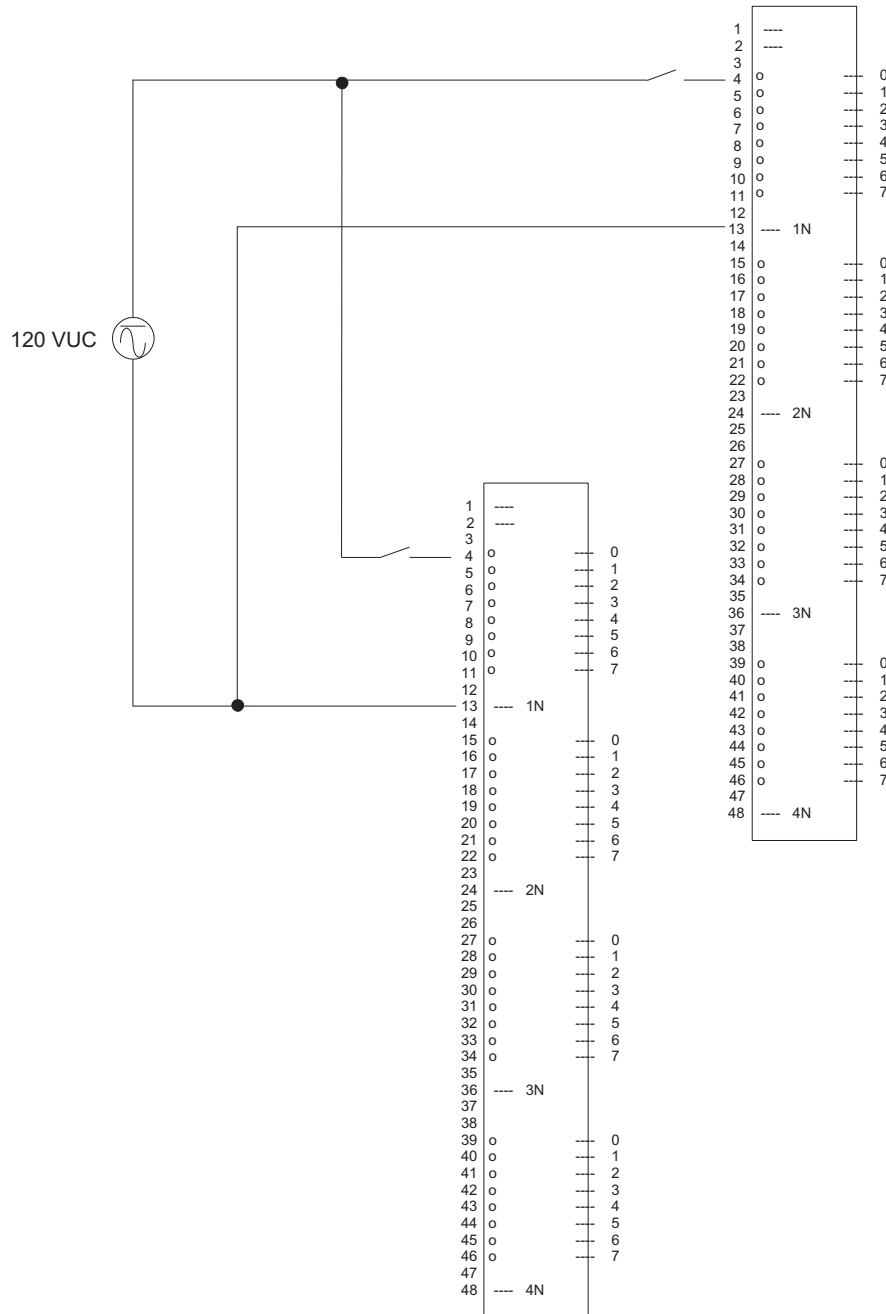 120 VUC
1 ----
2 ----
3
4 o ---- 0
5 o ---- 1
6 o ---- 2
7 o ---- 3
8 o ---- 4
9 o ---- 5
10 o ---- 6
11 o ---- 7
12
13 ---- 1N
14
15 o ---- 0
16 o ---- 1
17 o ---- 2
18 o ---- 3
19 o ---- 4
20 o ---- 5
21 o ---- 6
22 o ---- 7
23
24 ---- 2N
25
26
27 o ---- 0
28 o ---- 1
29 o ---- 2
30 o ---- 3
31 o ---- 4
32 o ---- 5
33 o ---- 6
34 o ---- 7
35
36 ---- 3N
37
38
39 o ---- 0
40 o ---- 1
41 o ---- 2
42 o ---- 3
43 o ---- 4
44 o ---- 5
45 o ---- 6
46 o ---- 7
47
48 ---- 4N
1 ----
2 ----
3
4 o ---- 0
5 o ---- 1
6 o ---- 2
7 o ---- 3
8 o ---- 4
9 o ---- 5
10 o ---- 6
11 o ---- 7
12
13 ---- 1N
14
15 o ---- 0
16 o ---- 1
17 o ---- 2
18 o ---- 3
19 o ---- 4
20 o ---- 5
21 o ---- 6
22 o ---- 7
23
24 ---- 2N
25
26
27 o ---- 0
28 o ---- 1
29 o ---- 2
30 o ---- 3
31 o ---- 4
32 o ---- 5
33 o ---- 6
34 o ---- 7
35
36 ---- 3N
37
38
39 o ---- 0
40 o ---- 1
41 o ---- 2
42 o ---- 3
43 o ---- 4
44 o ---- 5
45 o ---- 6
46 o ---- 7
47
48 ---- 4N